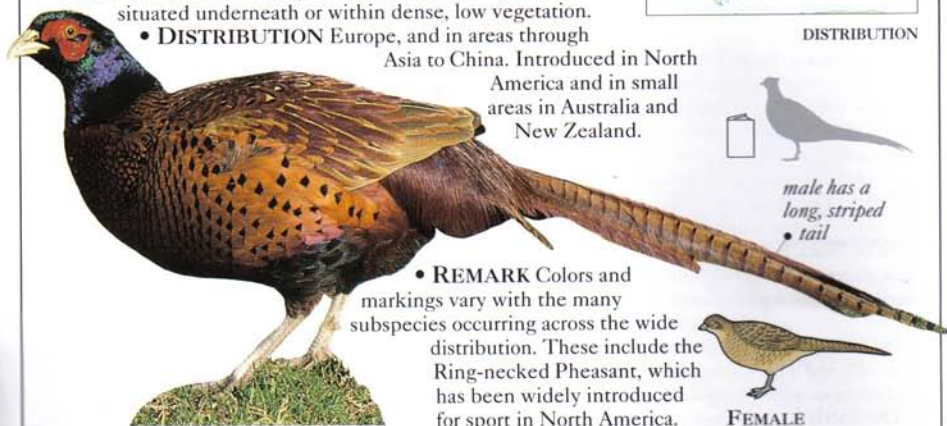 situated underneath or within dense, low vegetation.
• DISTRIBUTION Europe, and in areas through
Asia to China. Introduced in North
America and in small
areas in Australia and
New Zealand.
DISTRIBUTION
male has a
long, striped
• tail
• REMARK Colors and
markings vary with the many
subspecies occurring across the wide
distribution. These include the
Ring-necked Pheasant, which
has been widely introduced
for sport in North America.
FEMALE